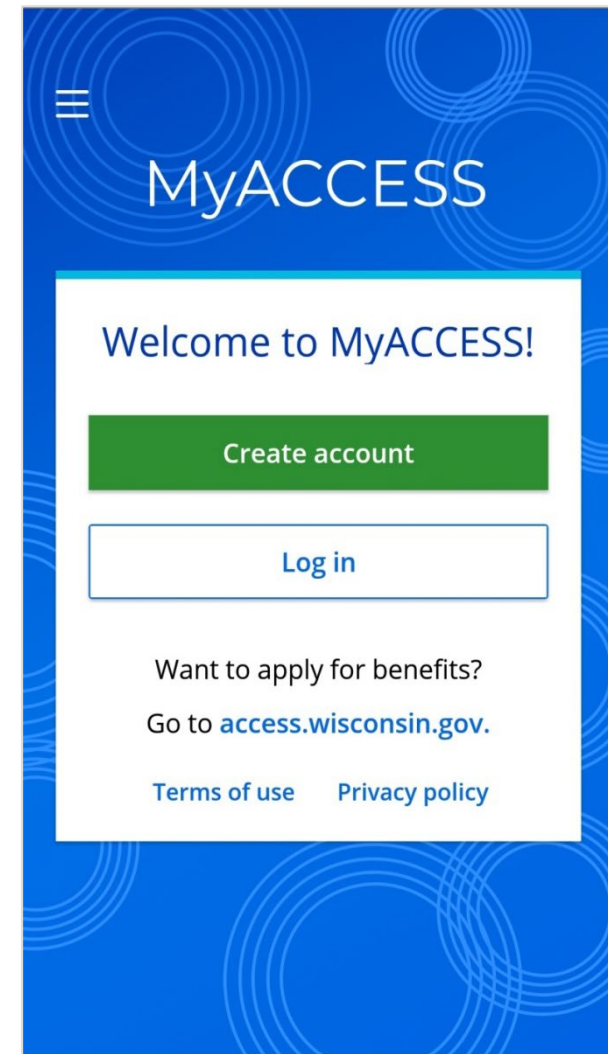 MyACCESS
Welcome to MyACCESS!
Create account
Log in
Want to apply for benefits?
Go to access.wisconsin.gov.
Terms of use Privacy policy